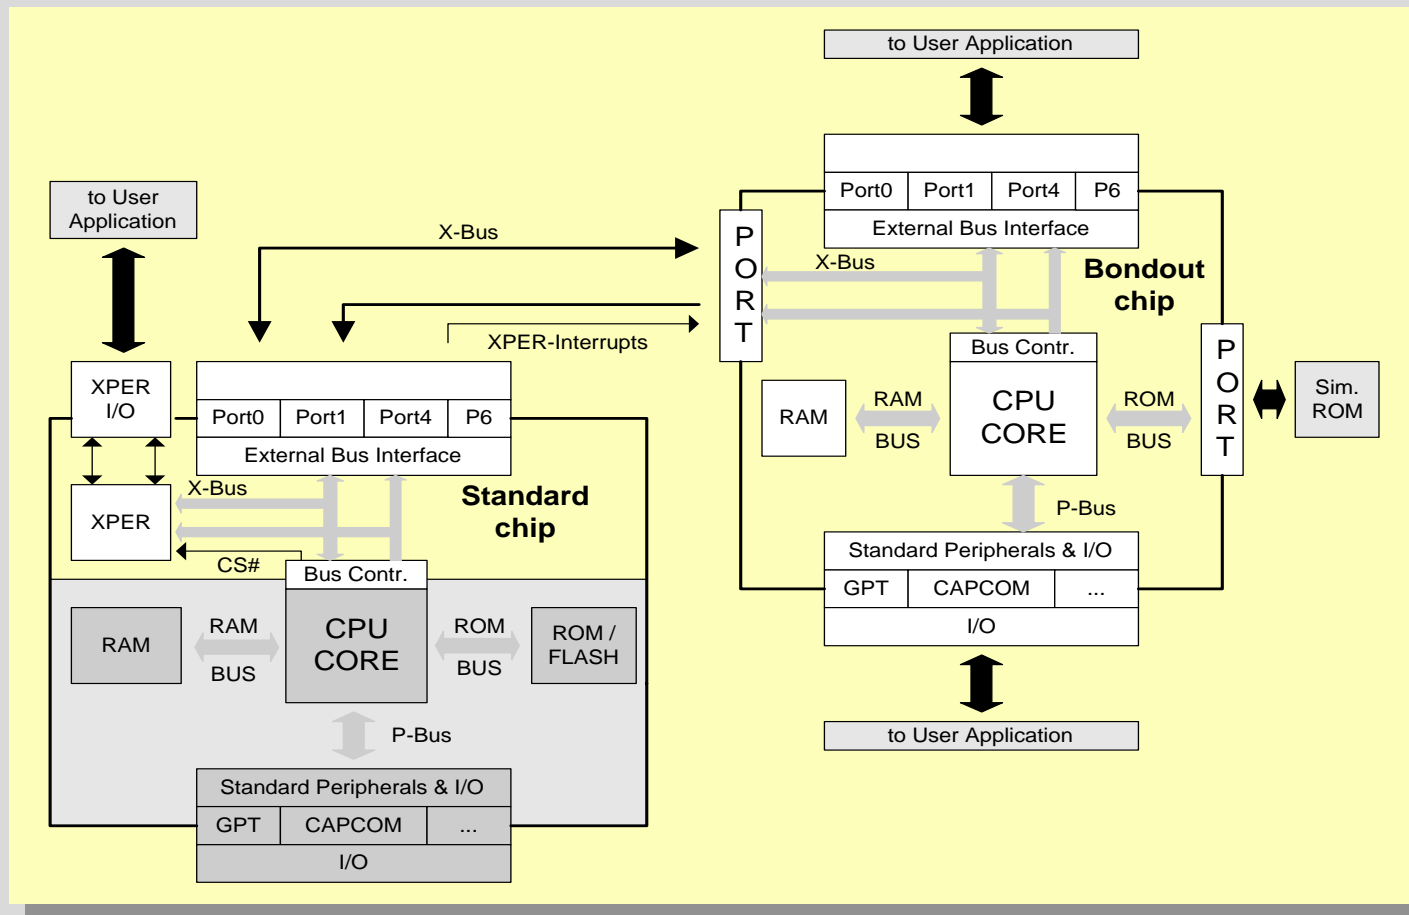 to User Application
Port0 Port1 Port4 P6
External Bus Interface
PORT
X-Bus
Bondout
chip
Bus Contr.
CPU
CORE
RAM
RAM
BUS
ROM
BUS
PORT
Sim.
ROM
P-Bus
Standard Peripherals & I/O
GPT CAPCOM ...
I/O
to User Application
to User
Application
X-Bus
XPER-Interrupts
XPER
I/O
Port0 Port1 Port4 P6
External Bus Interface
X-Bus
Standard
chip
XPER
CS#
Bus Contr.
CPU
CORE
RAM
RAM
BUS
ROM
BUS
ROM /
FLASH
P-Bus
Standard Peripherals & I/O
GPT CAPCOM ...
I/O